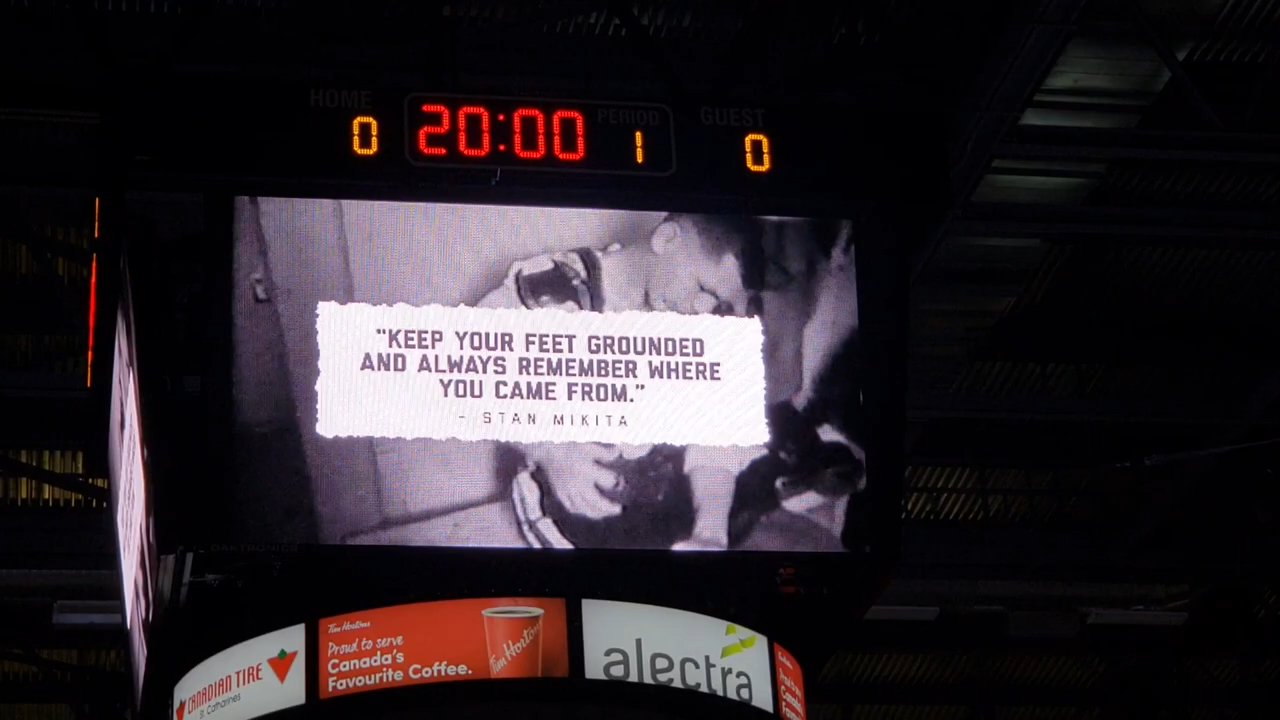 HOME
20:00
PERIOD
GUEST
0
1
0
"KEEP YOUR FEET GROUNDED
AND ALWAYS REMEMBER WHERE
YOU CAME FROM."
- STAN MIKITA
DAKTRONICS
CANADIAN TIRE
St. Catharines
Tim Hortons
Proud to serve
Canada's
Favourite Coffee.
Tim Hortons
alectra